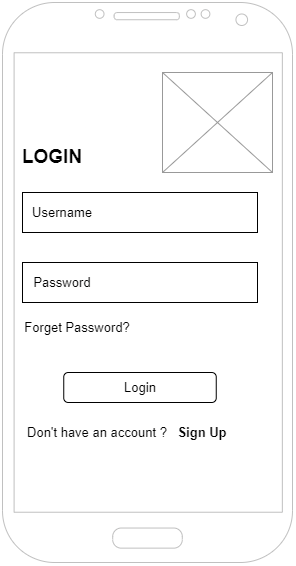 LOGIN
Username
Password
Forget Password?
Login
Don't have an account ? Sign Up